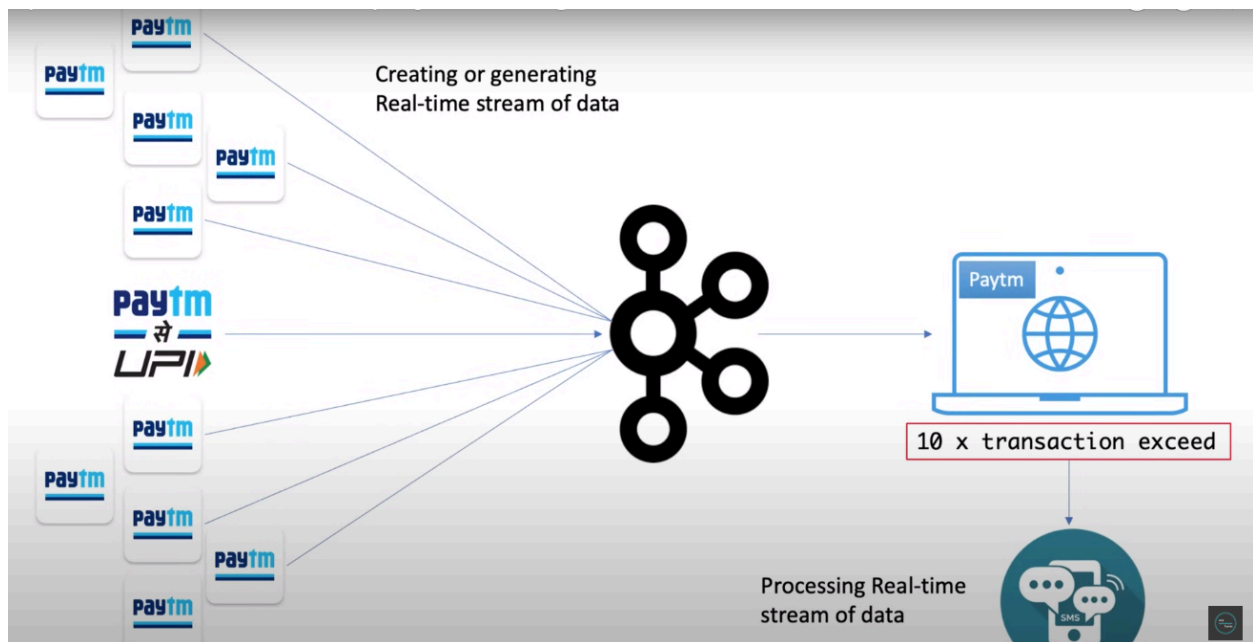 paytm
paytm
paytm
paytm
paytm
Creating or generating
Real-time stream of data
paytm
से
UPI
Paytm
10 x transaction exceed
paytm
paytm
paytm
paytm
paytm
Processing Real-time
stream of data
SMS